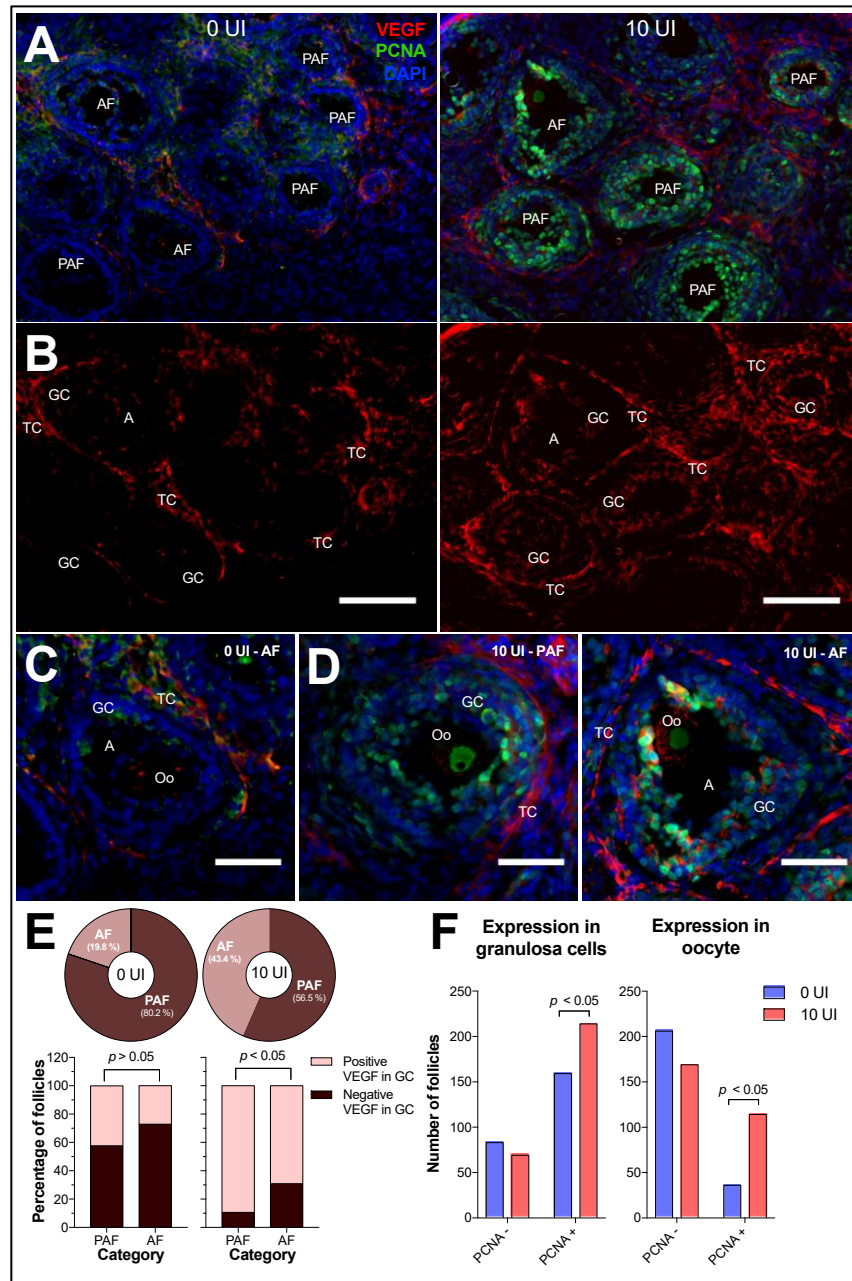 A
0 UI
VEGF
PCNA
DAPI
PAF
AF
PAF
PAF
AF
PAF
10 UI
PAF
AF
PAF
PAF
PAF
B
GC
A
TC
TC
TC
TC
GC
GC
TC
GC
TC
GC
A
TC
GC
GC
TC
C
0 UI - AF
TC
GC
A
Oo
D
10 UI - PAF
GC
Oo
TC
10 UI - AF
Oo
TC
A
GC
E
AF
(19.8 %)
0 UI
PAF
(80.2 %)
AF
(43.4 %)
10 UI
PAF
(56.5 %)
p > 0.05
p < 0.05
Positive
VEGF in GC
Negative
VEGF in GC
Percentage of follicles
120
100
80
60
40
20
0
PAF
AF
Category
PAF
AF
Category
F
Expression in
granulosa cells
Expression in
oocyte
0 UI
10 UI
Number of follicles
250
200
150
100
50
0
p < 0.05
PCNA -
PCNA +
250
200
150
100
50
0
p < 0.05
PCNA -
PCNA +